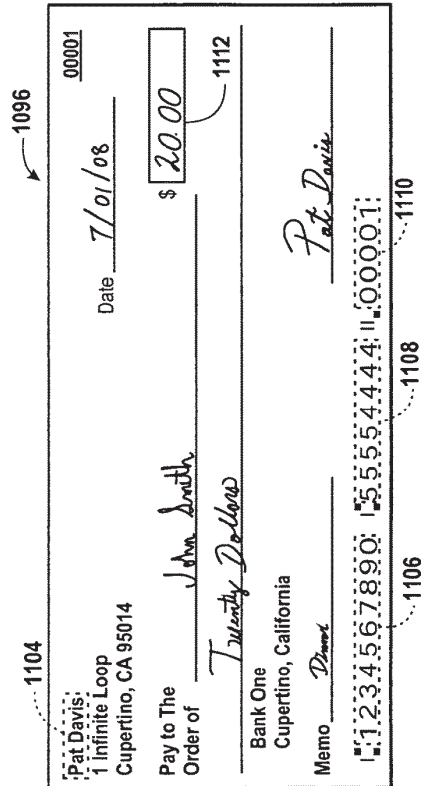 1096
1104
Pat Davis
00001
1 Infinite Loop
Cupertino, CA 95014
Date 7/01/08
Pay to The
Order of John Smith $ 20.00
1112
Twenty Dollars
Bank One
Cupertino, California
Memo Dinner Pat Davis
1234567890 555554444 00001
1106 1108 1110